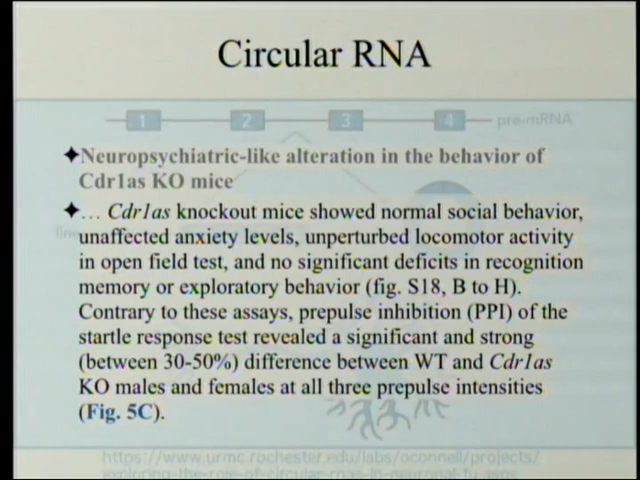 Circular RNA
1 2 3 4 pre-mRNA
✦Neuropsychiatric-like alteration in the behavior of
Cdr1as KO mice
✦... Cdr1as knockout mice showed normal social behavior,
unaffected anxiety levels, unperturbed locomotor activity
in open field test, and no significant deficits in recognition
memory or exploratory behavior (fig. S18, B to H).
Contrary to these assays, prepulse inhibition (PPI) of the
startle response test revealed a significant and strong
(between 30-50%) difference between WT and Cdr1as
KO males and females at all three prepulse intensities
(Fig. 5C).
https://www.urmc.rochester.edu/labs/oconnell/projects/